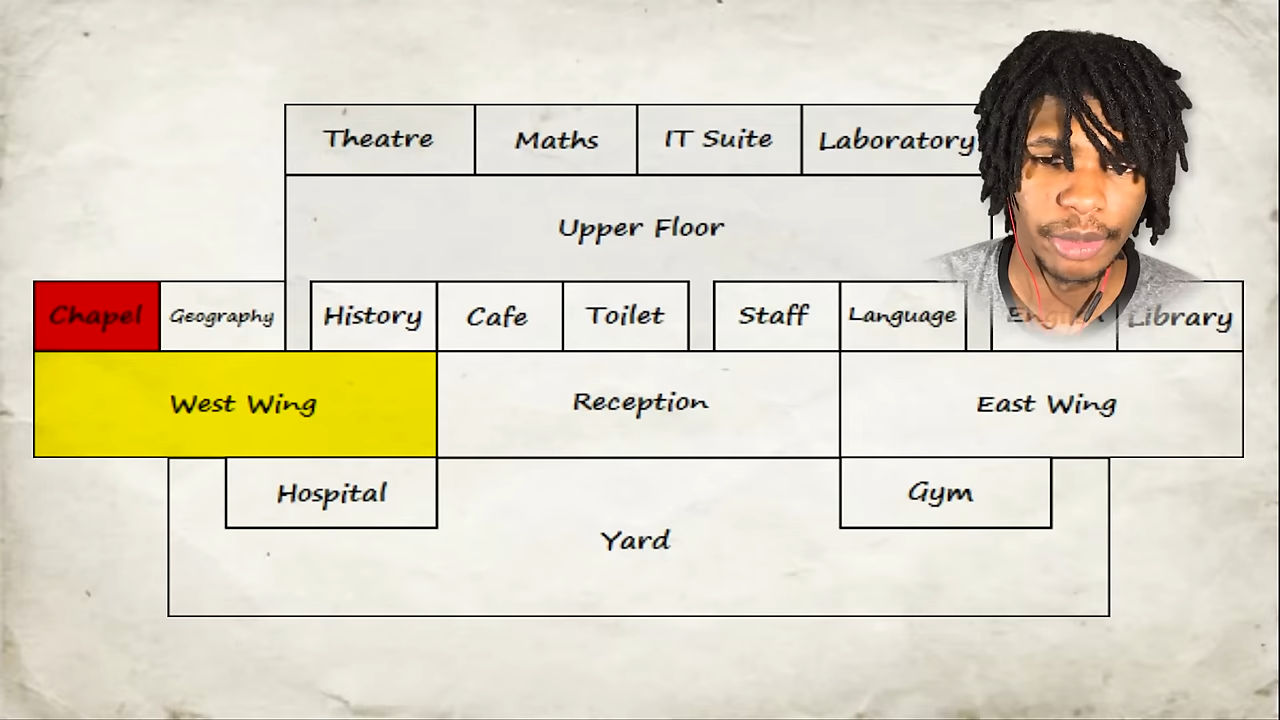 Theatre
Maths
IT Suite
Laboratory
Upper Floor
Chapel
Geography
History
Cafe
Toilet
Staff
Language
Library
West Wing
Reception
East Wing
Hospital
Gym
Yard